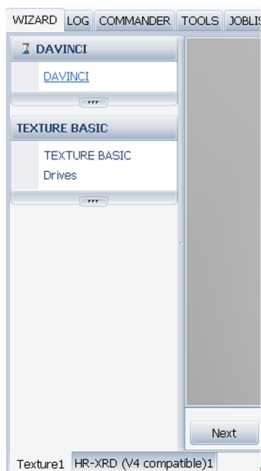 WIZARD LOG COMMANDER TOOLS JOBLIS
DAVINCI
DAVINCI
TEXTURE BASIC
TEXTURE BASIC
Drives
Next
Texture1 HR-XRD (V4 compatible)1